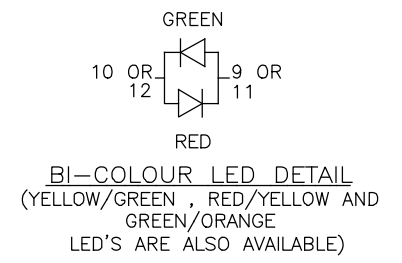 GREEN
10 OR 9 OR
12 11
RED
BI-COLOUR LED DETAIL
(YELLOW/GREEN , RED/YELLOW AND
GREEN/ORANGE
LED'S ARE ALSO AVAILABLE)